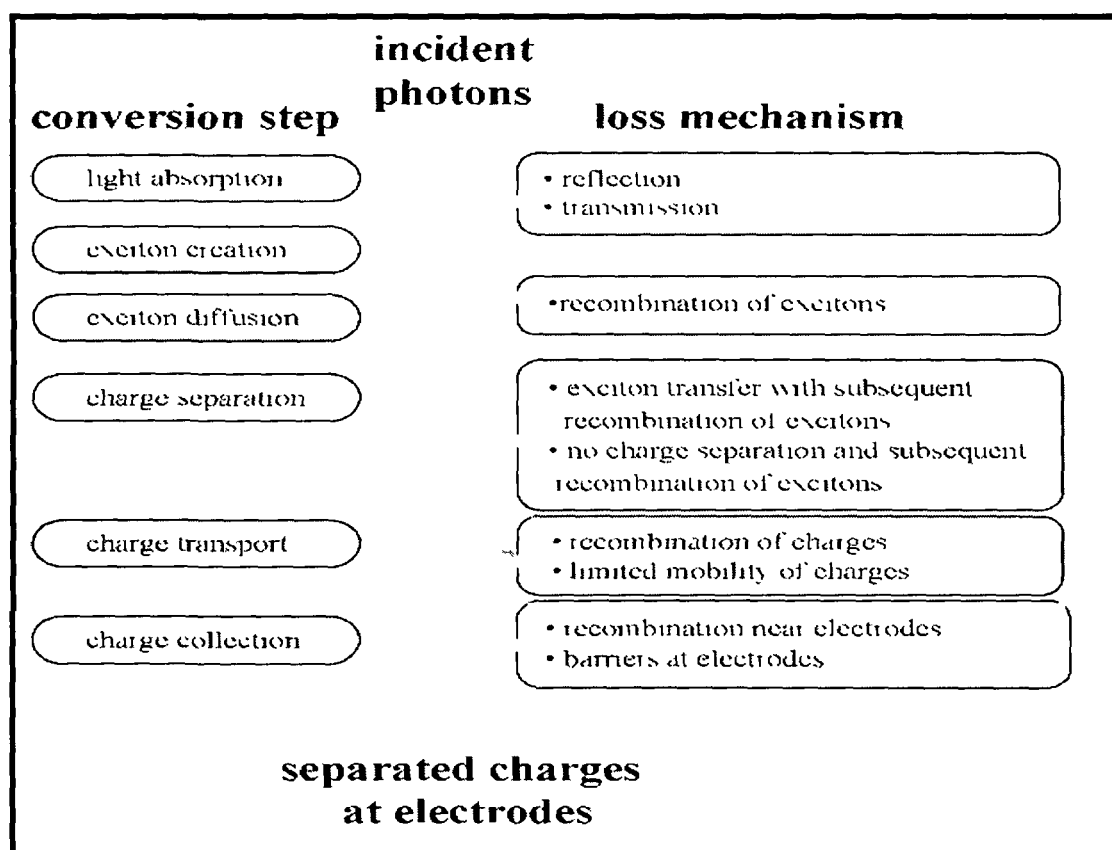 incident
photons
conversion step
loss mechanism
light absorption
• reflection
• transmission
exciton creation
exciton diffusion
•recombination of excitons
charge separation
• exciton transfer with subsequent
recombination of excitons
• no charge separation and subsequent
recombination of excitons
charge transport
• recombination of charges
• limited mobility of charges
charge collection
• recombination near electrodes
• barriers at electrodes
separated charges
at electrodes